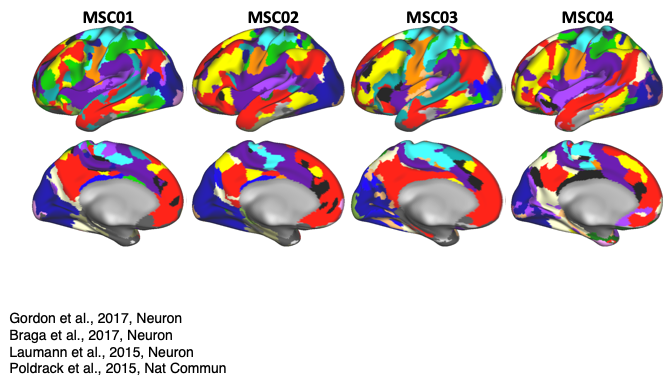 MSC01 MSC02 MSC03 MSC04
Gordon et al., 2017, Neuron
Braga et al., 2017, Neuron
Laumann et al., 2015, Neuron
Poldrack et al., 2015, Nat Commun